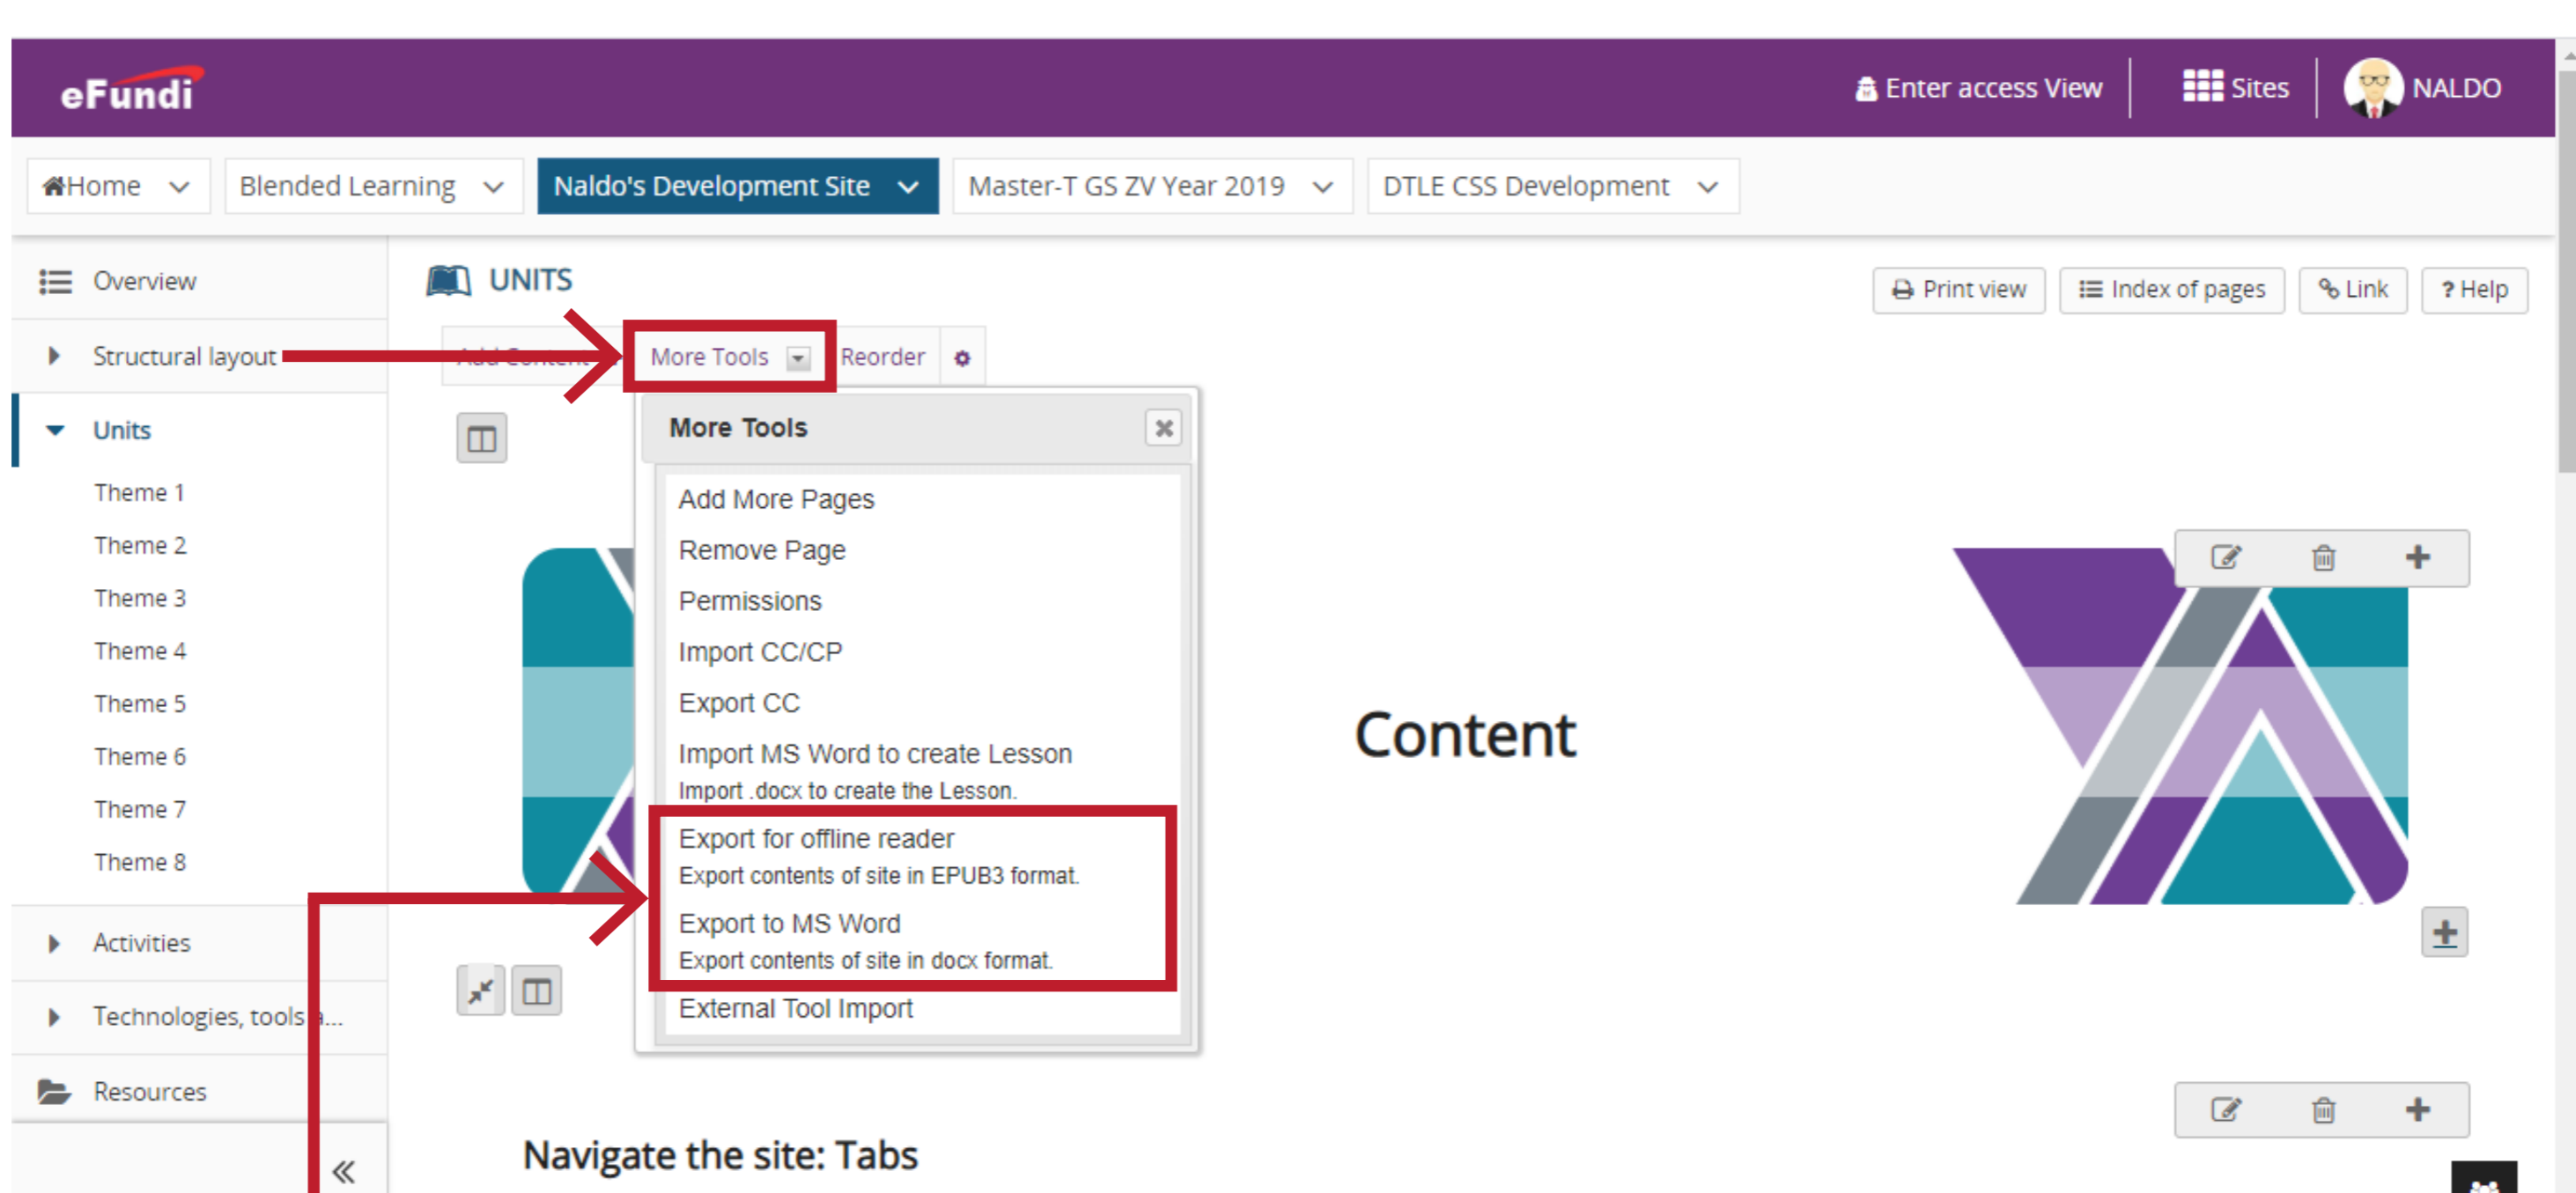 eFundi
Enter access View
Sites
NALDO
Home
Blended Learning
Naldo's Development Site
Master-T GS ZV Year 2019
DTLE CSS Development
Overview
Structural layout
Units
Theme 1
Theme 2
Theme 3
Theme 4
Theme 5
Theme 6
Theme 7
Theme 8
Activities
Technologies, tools a...
Resources
UNITS
Print view
Index of pages
Link
? Help
Add Content
More Tools
Reorder
More Tools
Add More Pages
Remove Page
Permissions
Import CC/CP
Export CC
Import MS Word to create Lesson
Import .docx to create the Lesson.
Export for offline reader
Export contents of site in EPUB3 format.
Export to MS Word
Export contents of site in docx format.
External Tool Import
Content
Navigate the site: Tabs